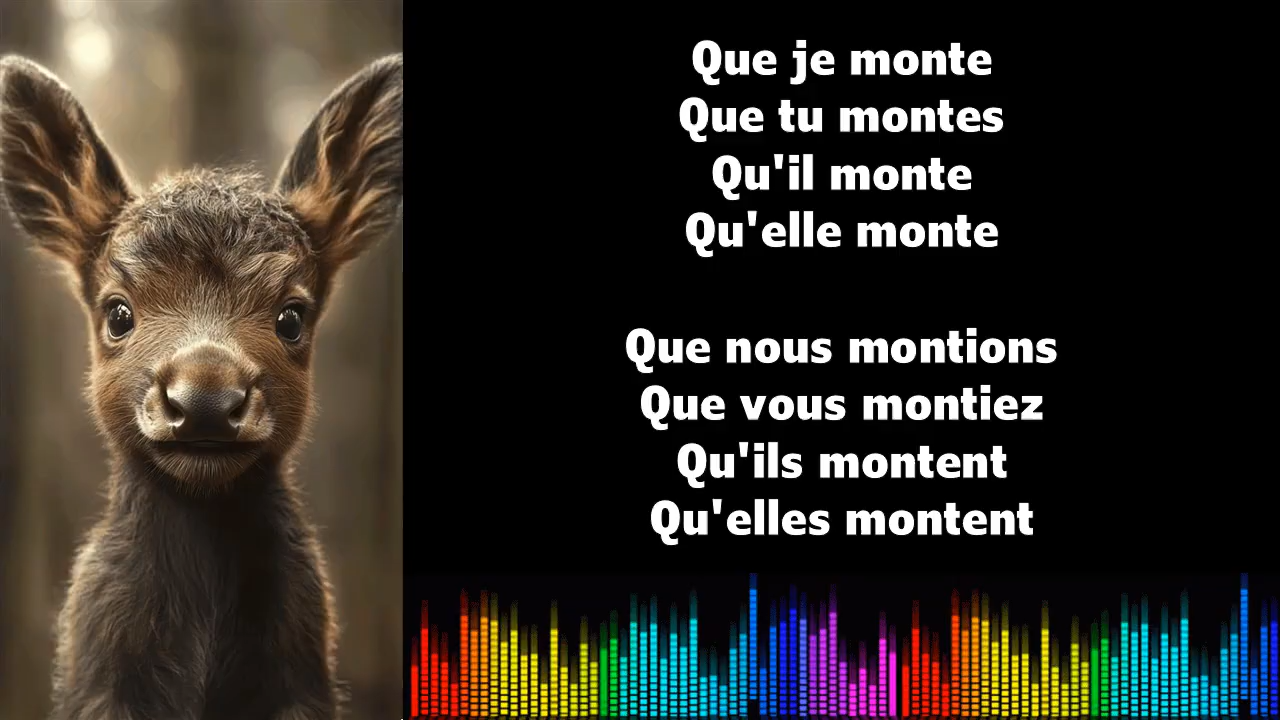 Que je monte
Que tu montes
Qu'il monte
Qu'elle monte
Que nous montions
Que vous montiez
Qu'ils montent
Qu'elles montent